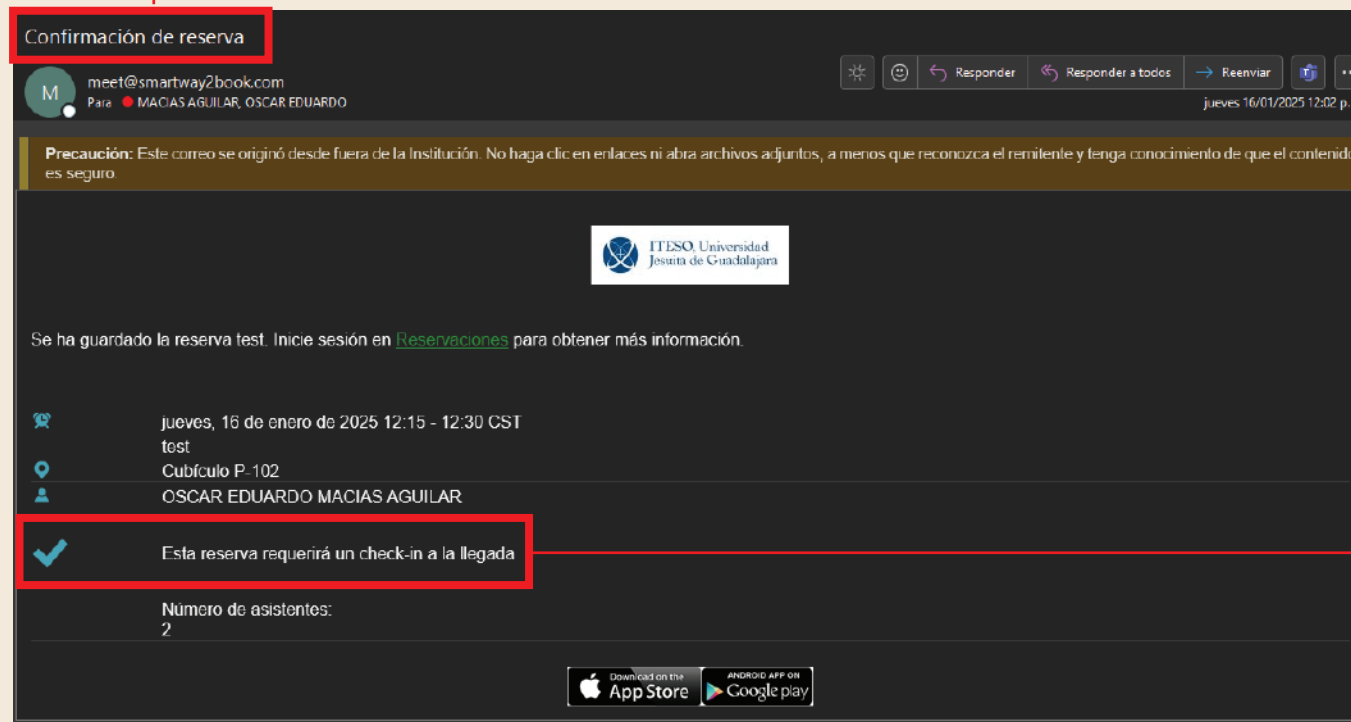 Confirmación de reserva
M
meet@smartway2book.com
Para MACIAS AGUILAR, OSCAR EDUARDO
Responder
Responder a todos
Reenviar
jueves 16/01/2025 12:02 p.
Precaución: Este correo se originó desde fuera de la Institución. No haga clic en enlaces ni abra archivos adjuntos, a menos que reconozca el remitente y tenga conocimiento de que el contenido
es seguro.
ITESO, Universidad
Jesuita de Guadalajara
Se ha guardado la reserva test. Inicie sesión en Reservaciones para obtener más información.
jueves, 16 de enero de 2025 12:15 - 12:30 CST
test
Cubículo P-102
OSCAR EDUARDO MACIAS AGUILAR
Esta reserva requerirá un check-in a la llegada
Número de asistentes:
2
Download on the
App Store
ANDROID APP ON
Google play